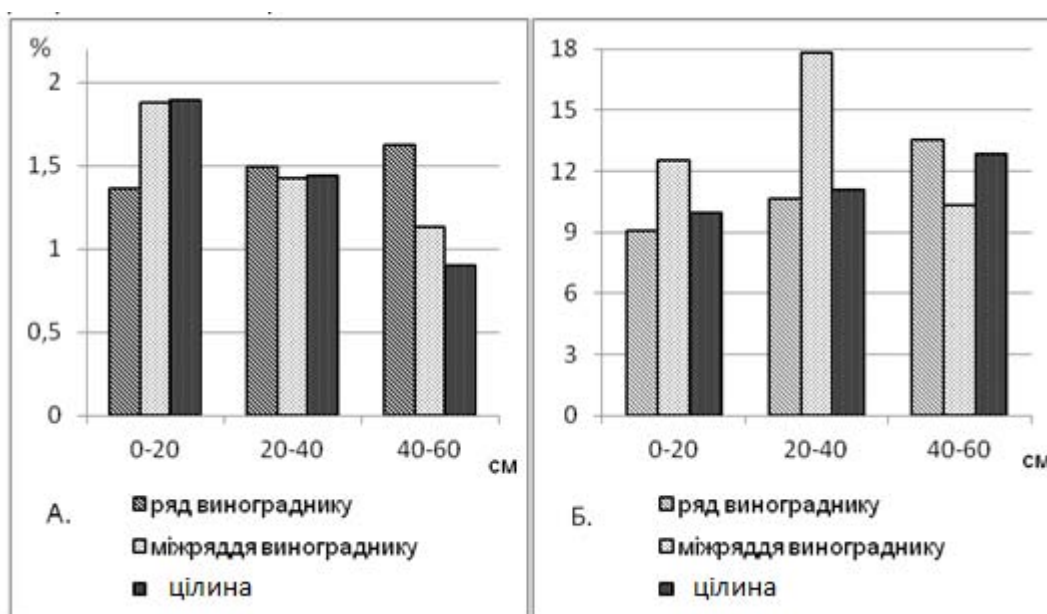 %
2
1,5
1
0,5
0
0-20 20-40 40-60
см
А.
ряд винограднику
міжряддя винограднику
цілина
18
15
12
9
6
3
0
0-20 20-40 40-60
см
Б.
ряд винограднику
міжряддя винограднику
цілина